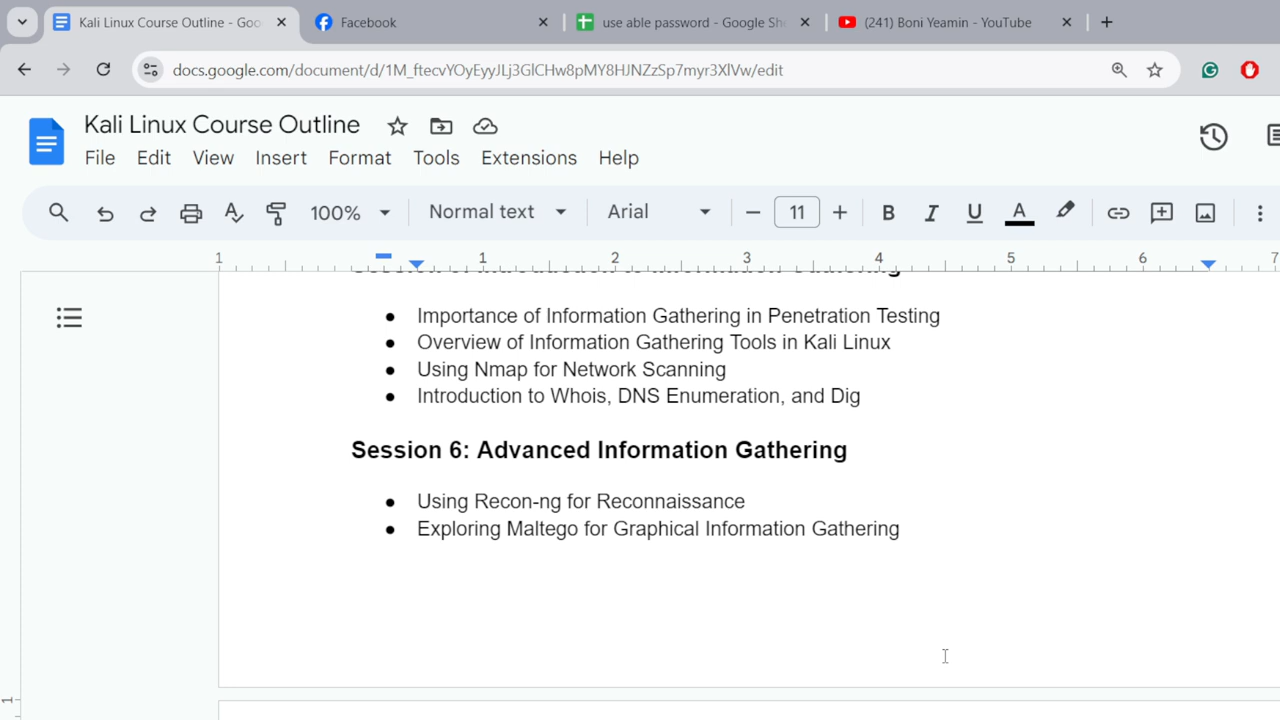 Kali Linux Course Outline - Goo
Facebook
use able password - Google She
(241) Boni Yeamin - YouTube
docs.google.com/document/d/1M_ftecvYOyEyyJLj3GlCHw8pMY8HJNZzSp7myr3XlVw/edit
Kali Linux Course Outline
File Edit View Insert Format Tools Extensions Help
100% Normal text Arial 11 B I U A
1 1 2 3 4 5 6 7
Importance of Information Gathering in Penetration Testing
Overview of Information Gathering Tools in Kali Linux
Using Nmap for Network Scanning
Introduction to Whois, DNS Enumeration, and Dig
Session 6: Advanced Information Gathering
Using Recon-ng for Reconnaissance
Exploring Maltego for Graphical Information Gathering
1